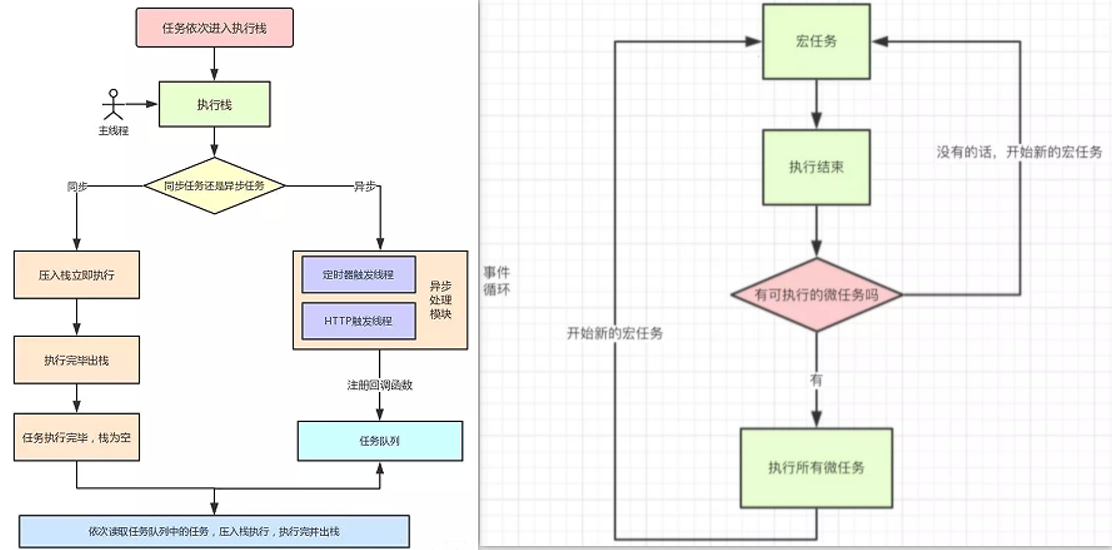 任务依次进入执行栈
执行栈
主线程
同步任务还是异步任务
同步
异步
压入栈立即执行
定时器触发线程
HTTP触发线程
异步
处理
模块
执行完毕出栈
注册回调函数
任务执行完毕，栈为空
任务队列
依次读取任务队列中的任务，压入栈执行，执行完并出栈
事件
循环
宏任务
执行结束
没有的话，开始新的宏任务
有可执行的微任务吗
开始新的宏任务
有
执行所有微任务